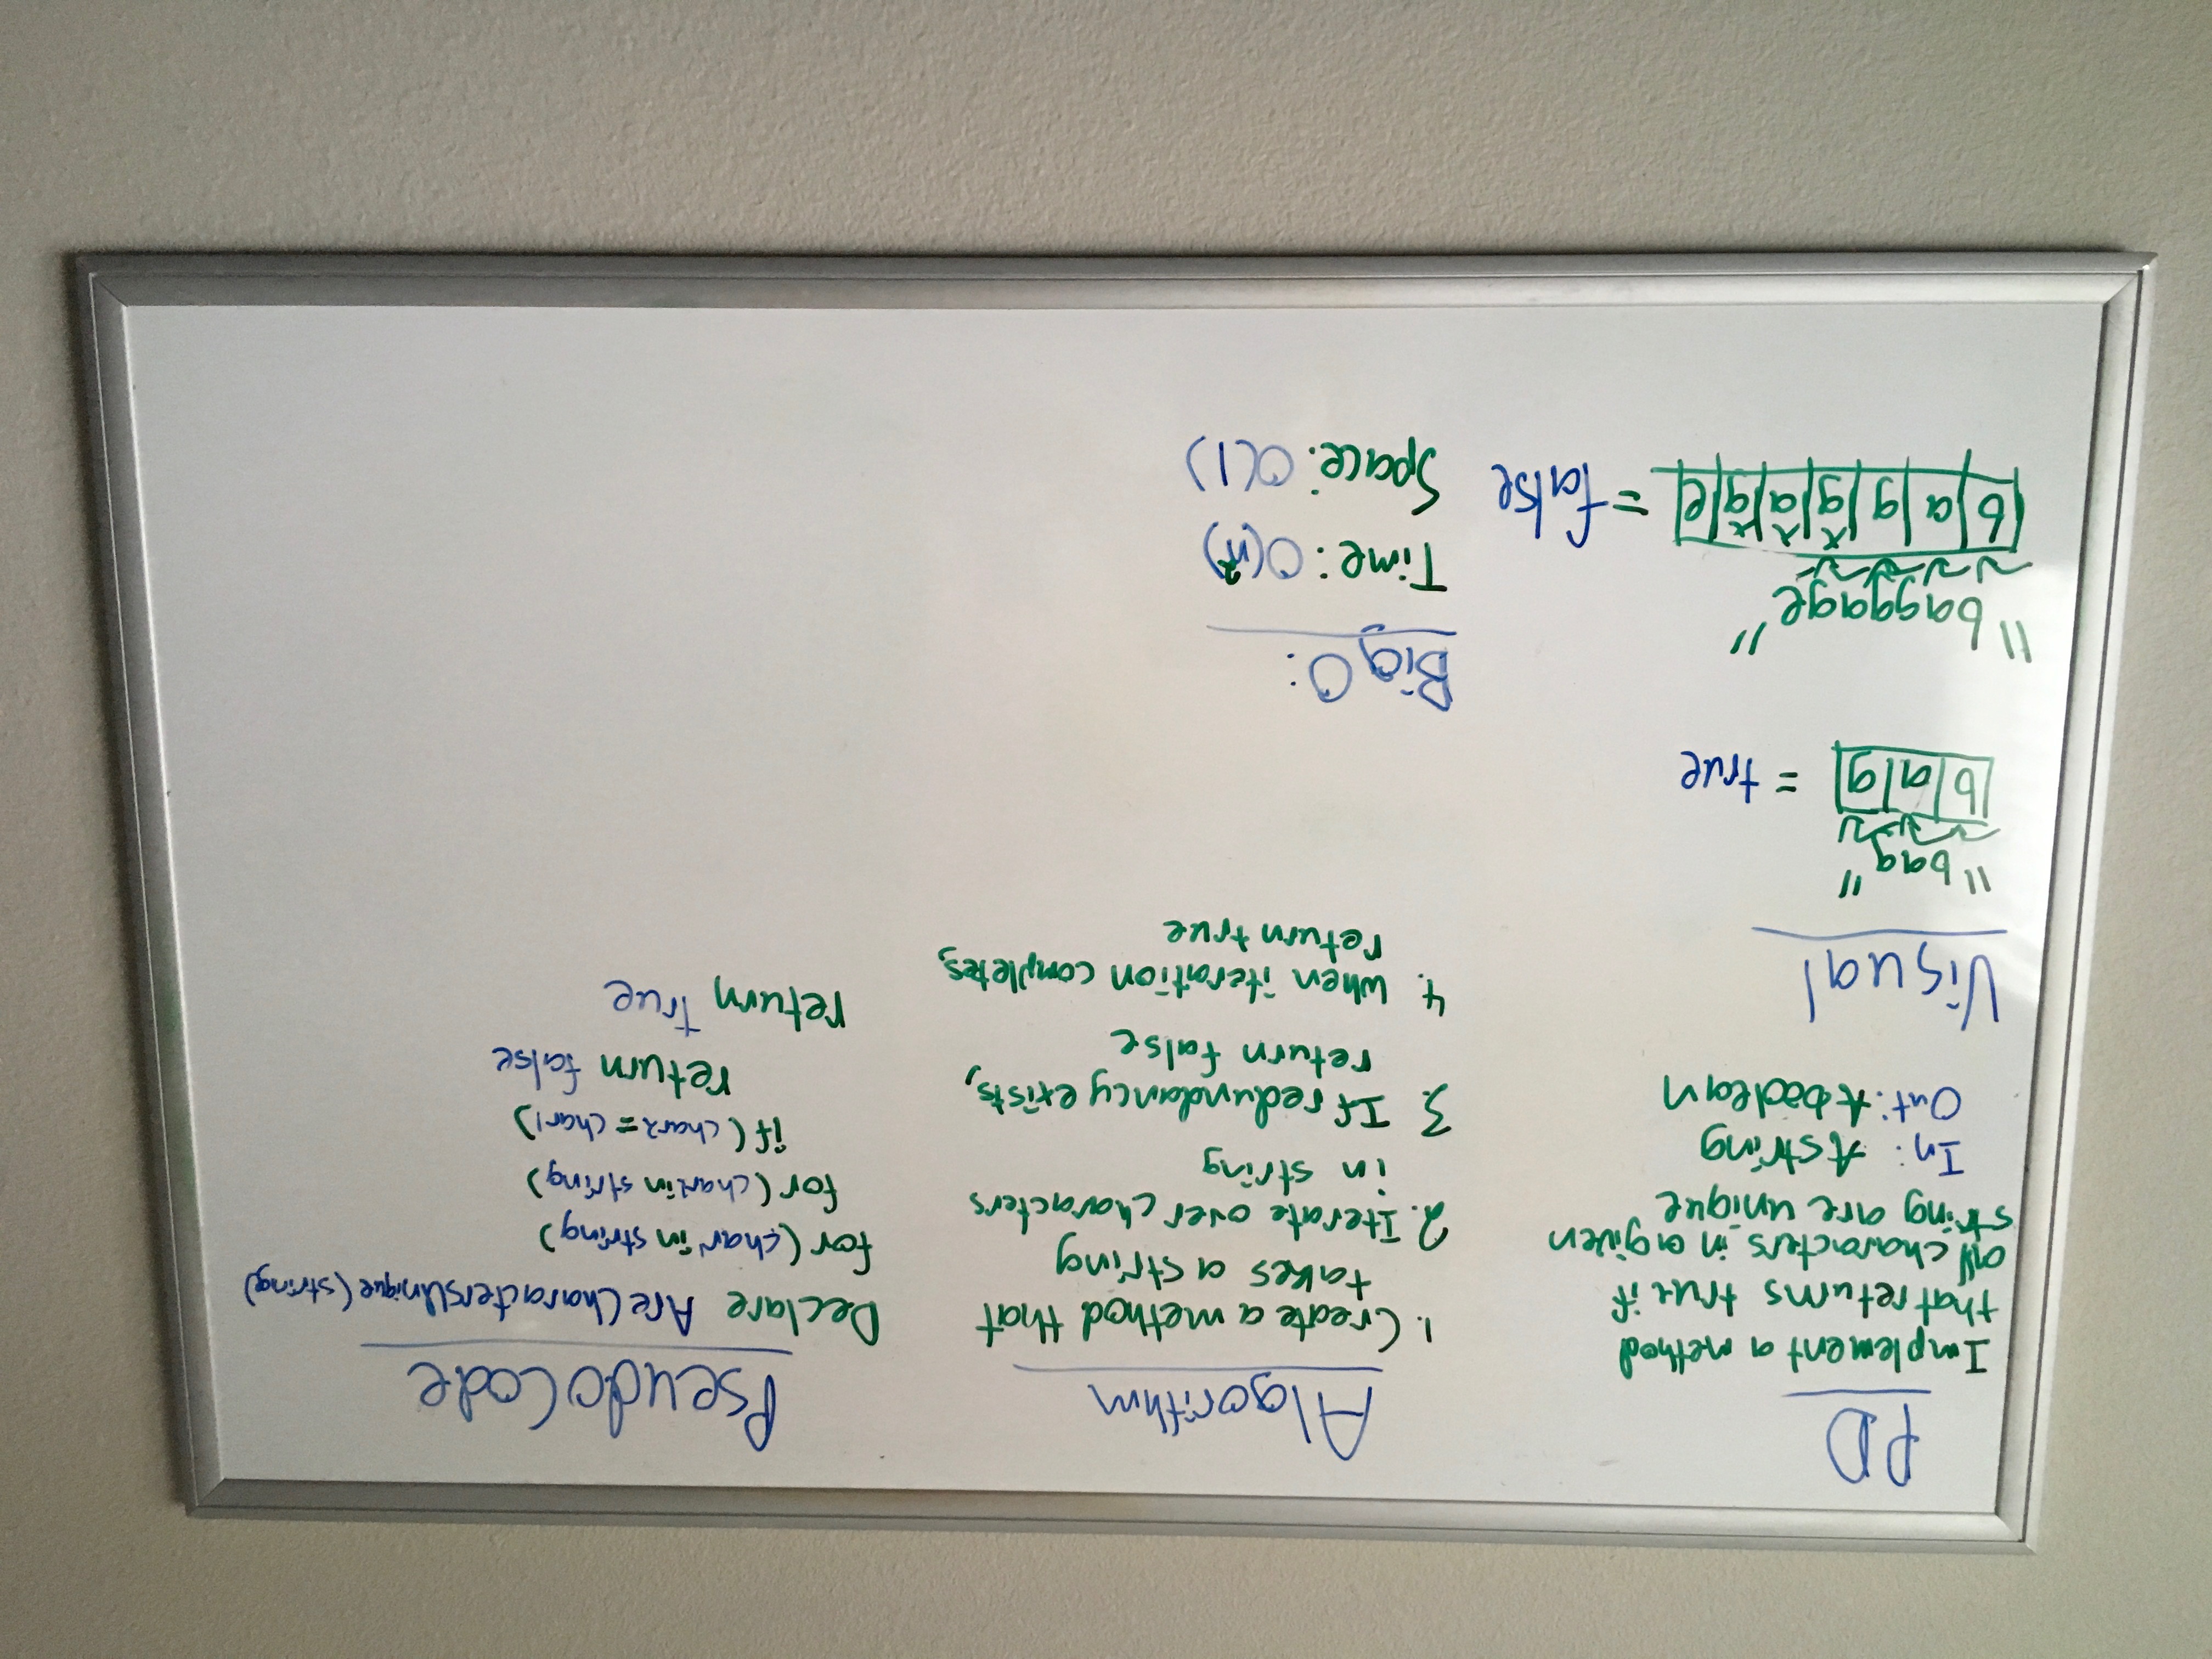 PD
Implement a method
that returns true if
all characters in a given
string are unique
In: A string
Out: A boolean
Visual
"bag"
b a g = true
"baggage"
b a g g a g e = false
Algorithm
1. Create a method that
takes a string
2. Iterate over characters
in string
3. If redundancy exists,
return false
4. When iteration completes,
return true
Big O:
Time: O(n²)
Space: O(1)
PseudoCode
Declare AreCharactersUnique(string)
for (char in string)
for (char2 in string)
if (char2 = char1)
return false
return True